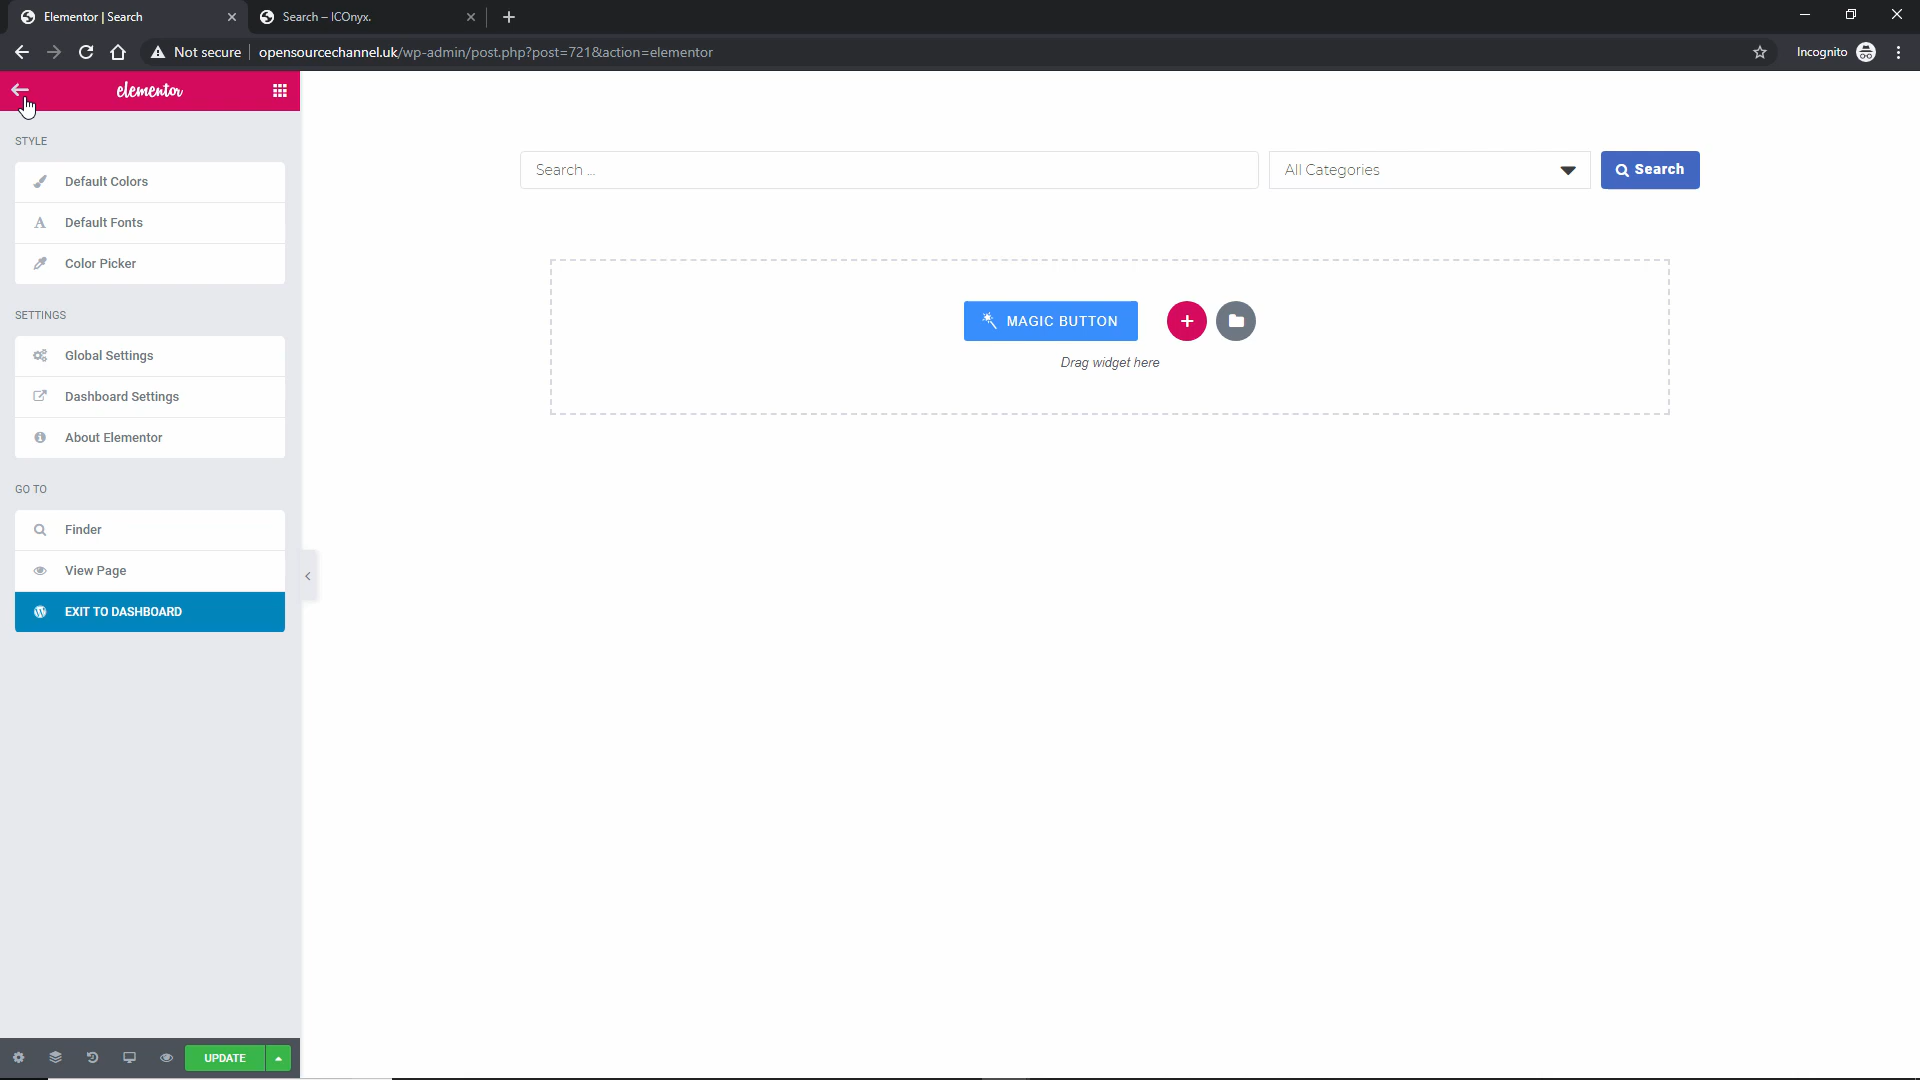 Elementor | Search
Search – ICOnyx.
Not secure
opensourcechannel.uk/wp-admin/post.php?post=721&action=elementor
Incognito
elementor
STYLE
Default Colors
Default Fonts
Color Picker
SETTINGS
Global Settings
Dashboard Settings
About Elementor
GO TO
Finder
View Page
EXIT TO DASHBOARD
UPDATE
Search ...
All Categories
Search
MAGIC BUTTON
Drag widget here